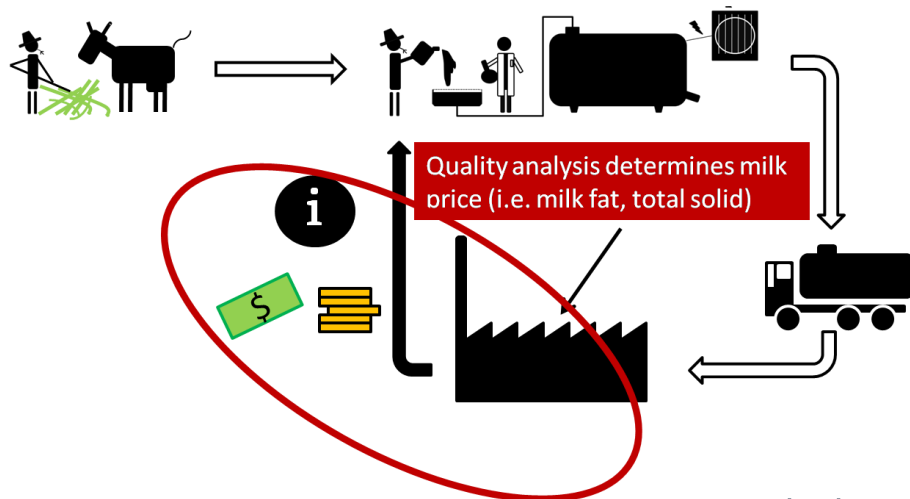 Quality analysis determines milk
price (i.e. milk fat, total solid)
i
$